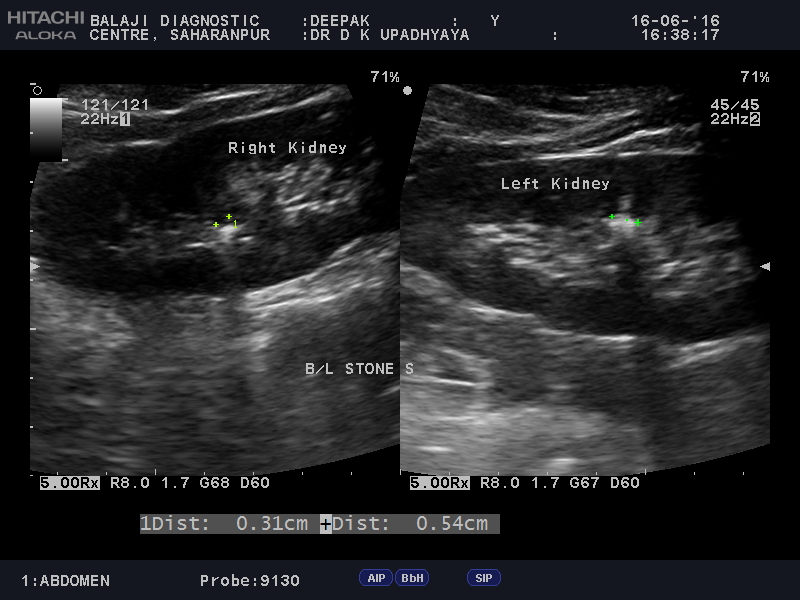 HITACHI BALAJI DIAGNOSTIC :DEEPAK : Y 16-06-'16
ALOKA CENTRE, SAHARANPUR :DR D K UPADHYAYA : 16:38:17
71% 71%
121/121 45/45
22Hz1 22Hz2
Right Kidney
Left Kidney
1
B/L STONE S
5.00Rx R8.0 1.7 G68 D60 5.00Rx R8.0 1.7 G67 D60
1Dist: 0.31cm +Dist: 0.54cm
1:ABDOMEN Probe:9130 AIP BbH SIP